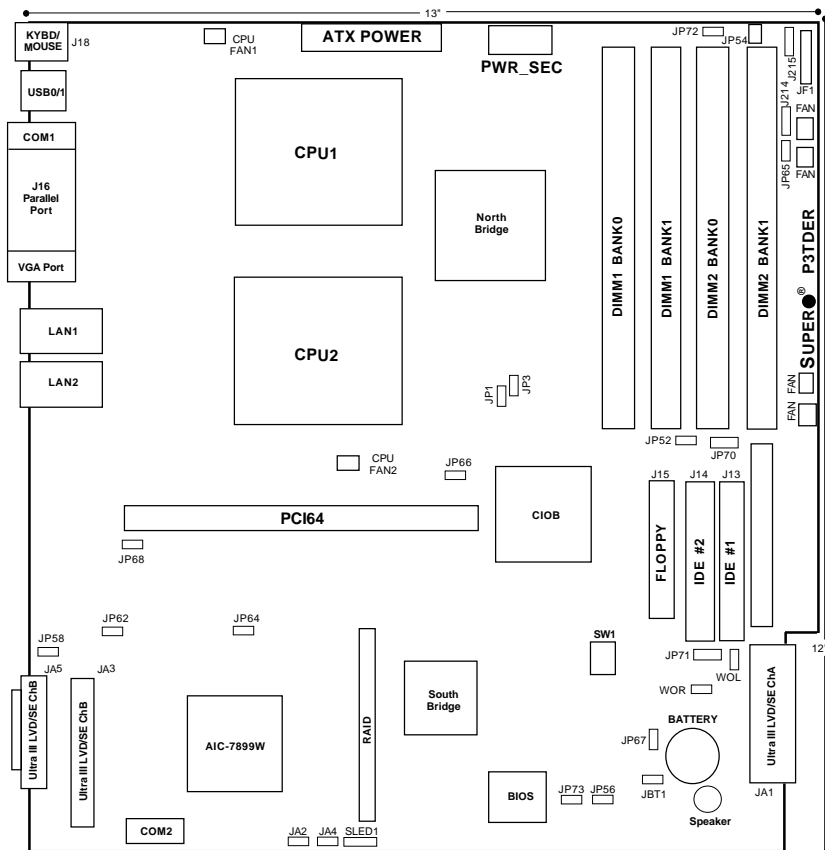 13"
KYBD/
MOUSE
J18
CPU
FAN1
ATX POWER
PWR_SEC
JP72
JP54
J215
JF1
USB0/1
J214
FAN
COM1
CPU1
JP65
FAN
J16
Parallel
Port
North
Bridge
DIMM1 BANK0
DIMM1 BANK1
DIMM2 BANK0
DIMM2 BANK1
SUPER® P3TDER
VGA Port
LAN1
CPU2
LAN2
JP1
JP3
FAN
FAN
JP52
JP70
CPU
FAN2
JP66
J15
J14
J13
CIOB
PCI64
FLOPPY
IDE #2
IDE #1
JP68
JP62
JP64
JP58
SW1
12"
JP71
WOL
JA5
JA3
WOR
Ultra III LVD/SE ChB
Ultra III LVD/SE ChB
AIC-7899W
RAID
South
Bridge
BATTERY
Ultra III LVD/SE ChA
JP67
BIOS
JP73
JP56
JBT1
JA1
Speaker
COM2
JA2
JA4
SLED1